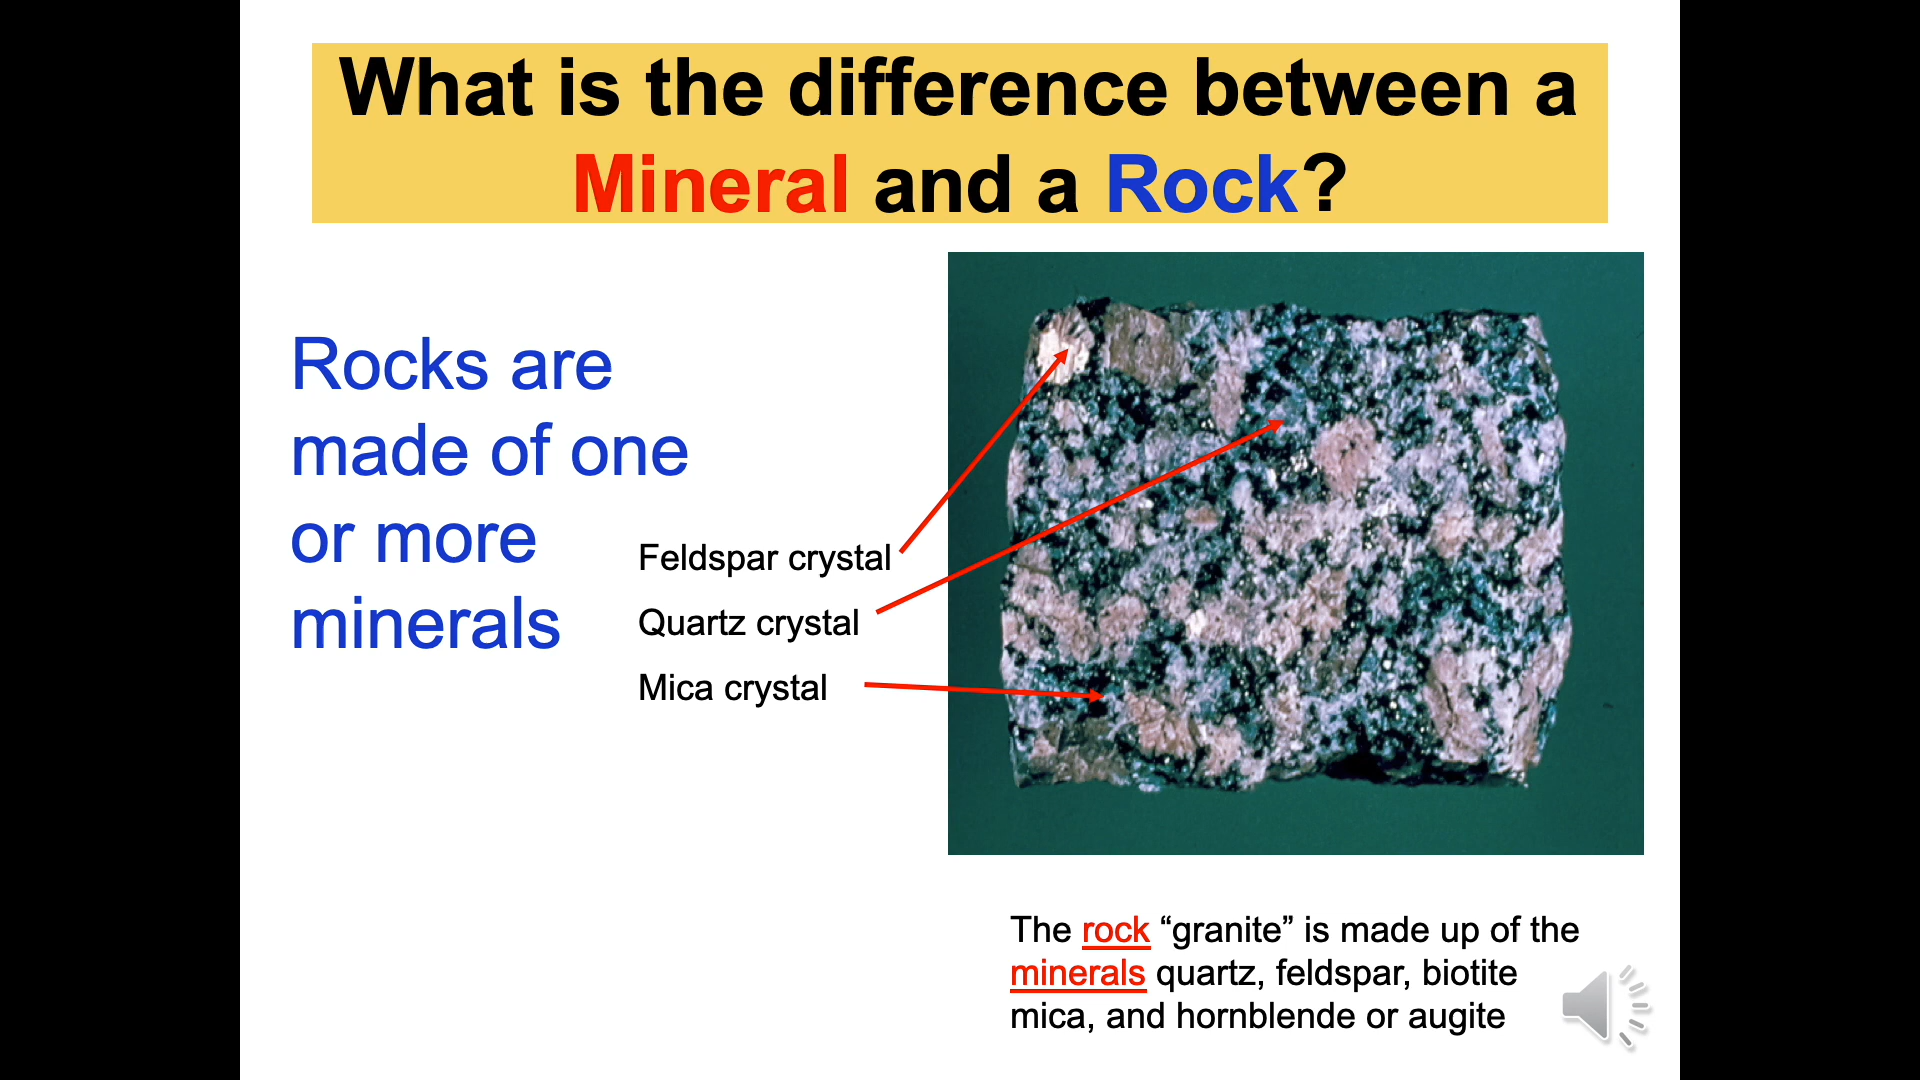 What is the difference between a
Mineral and a Rock?
Rocks are
made of one
or more
minerals
Feldspar crystal
Quartz crystal
Mica crystal
The rock “granite” is made up of the
minerals quartz, feldspar, biotite
mica, and hornblende or augite